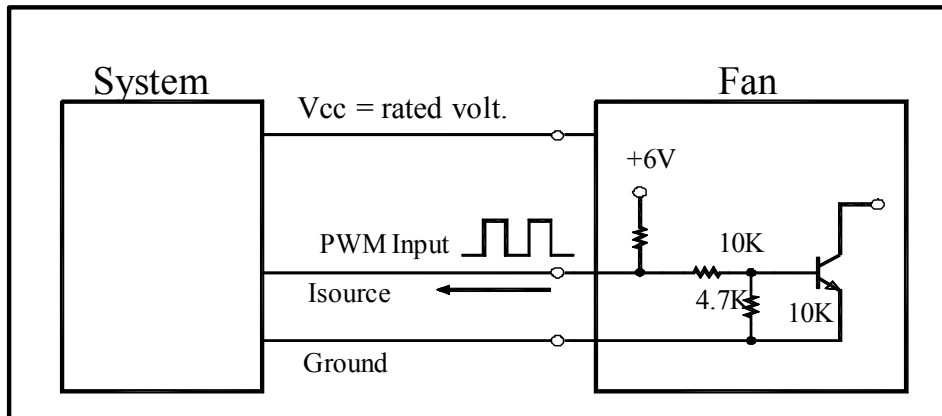 System
Fan
Vcc = rated volt.
+6V
PWM Input
10K
Isource
4.7K
10K
Ground